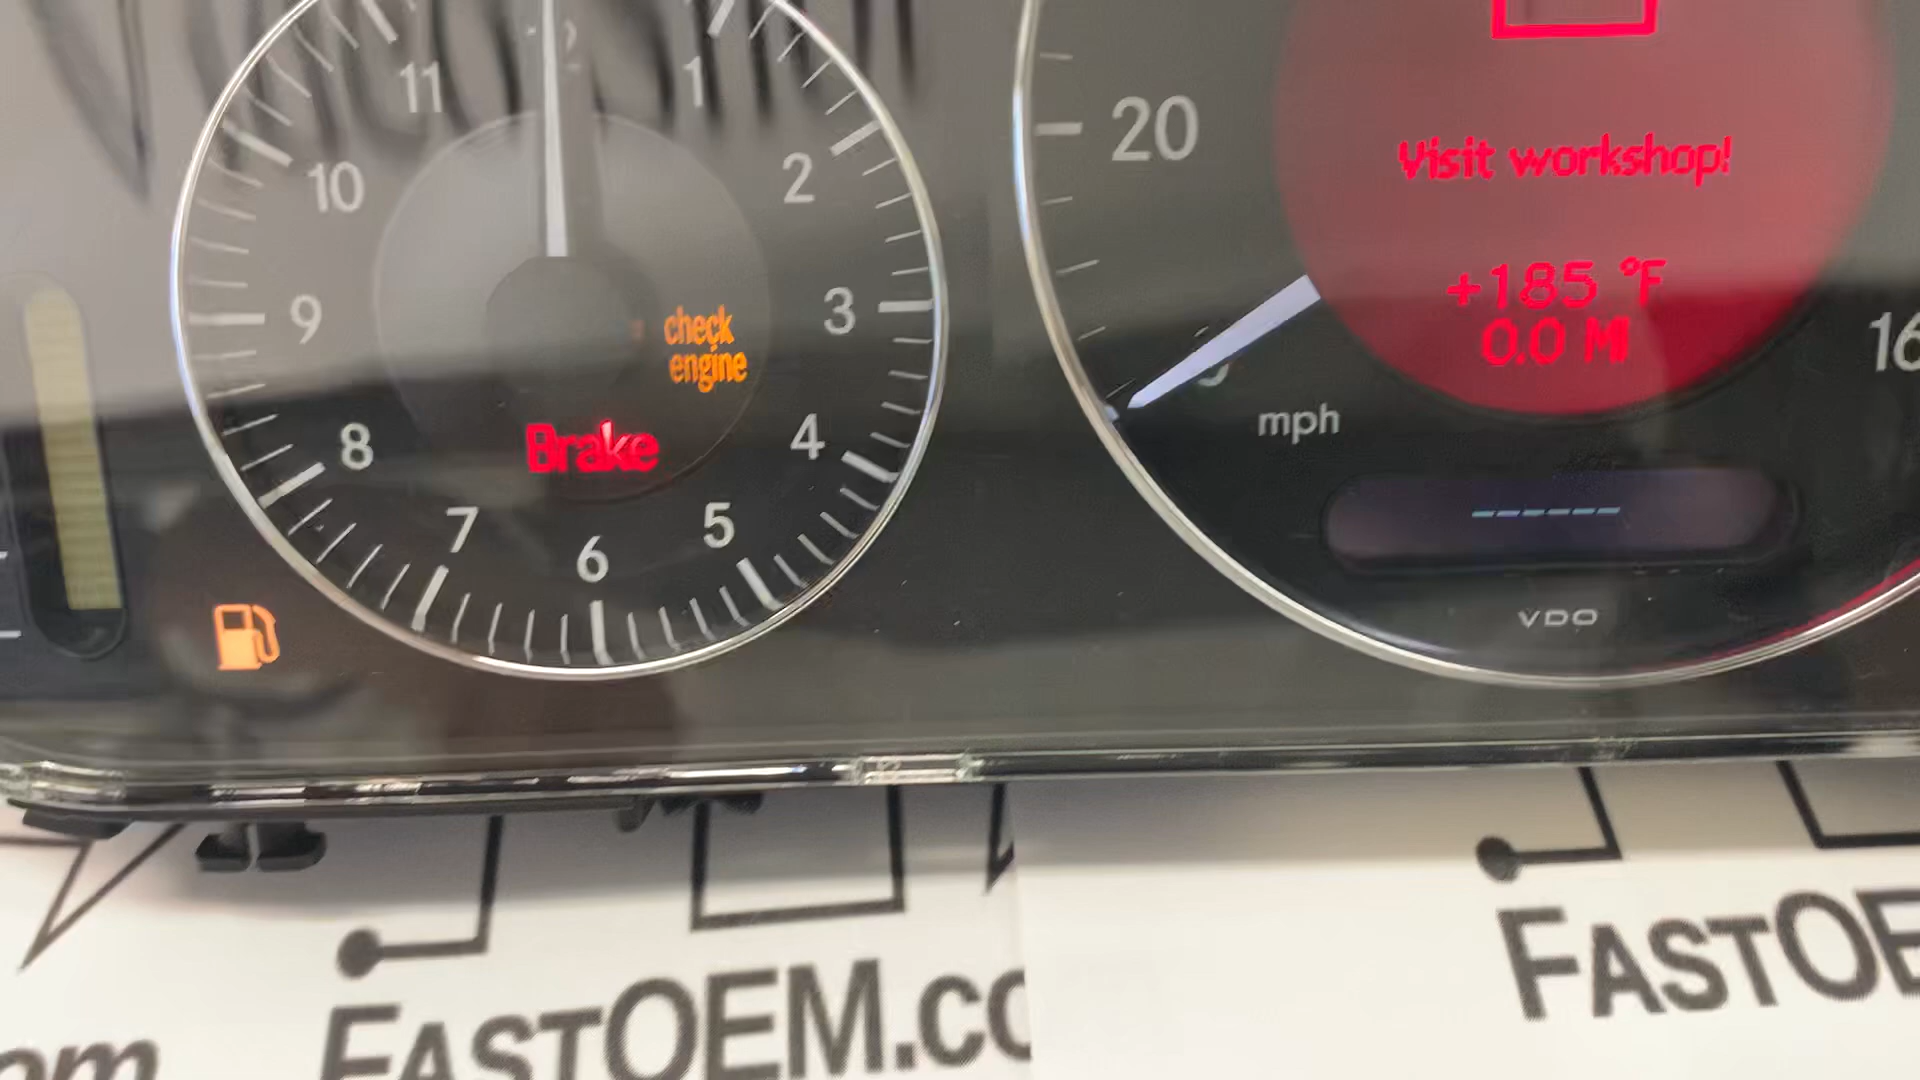 11
1
10
2
9
3
8
4
7
5
6
check
engine
Brake
20
Visit workshop!
+185 °F
0.0 MI
mph
------
VDO
FASTOEM.co
FASTOE
om